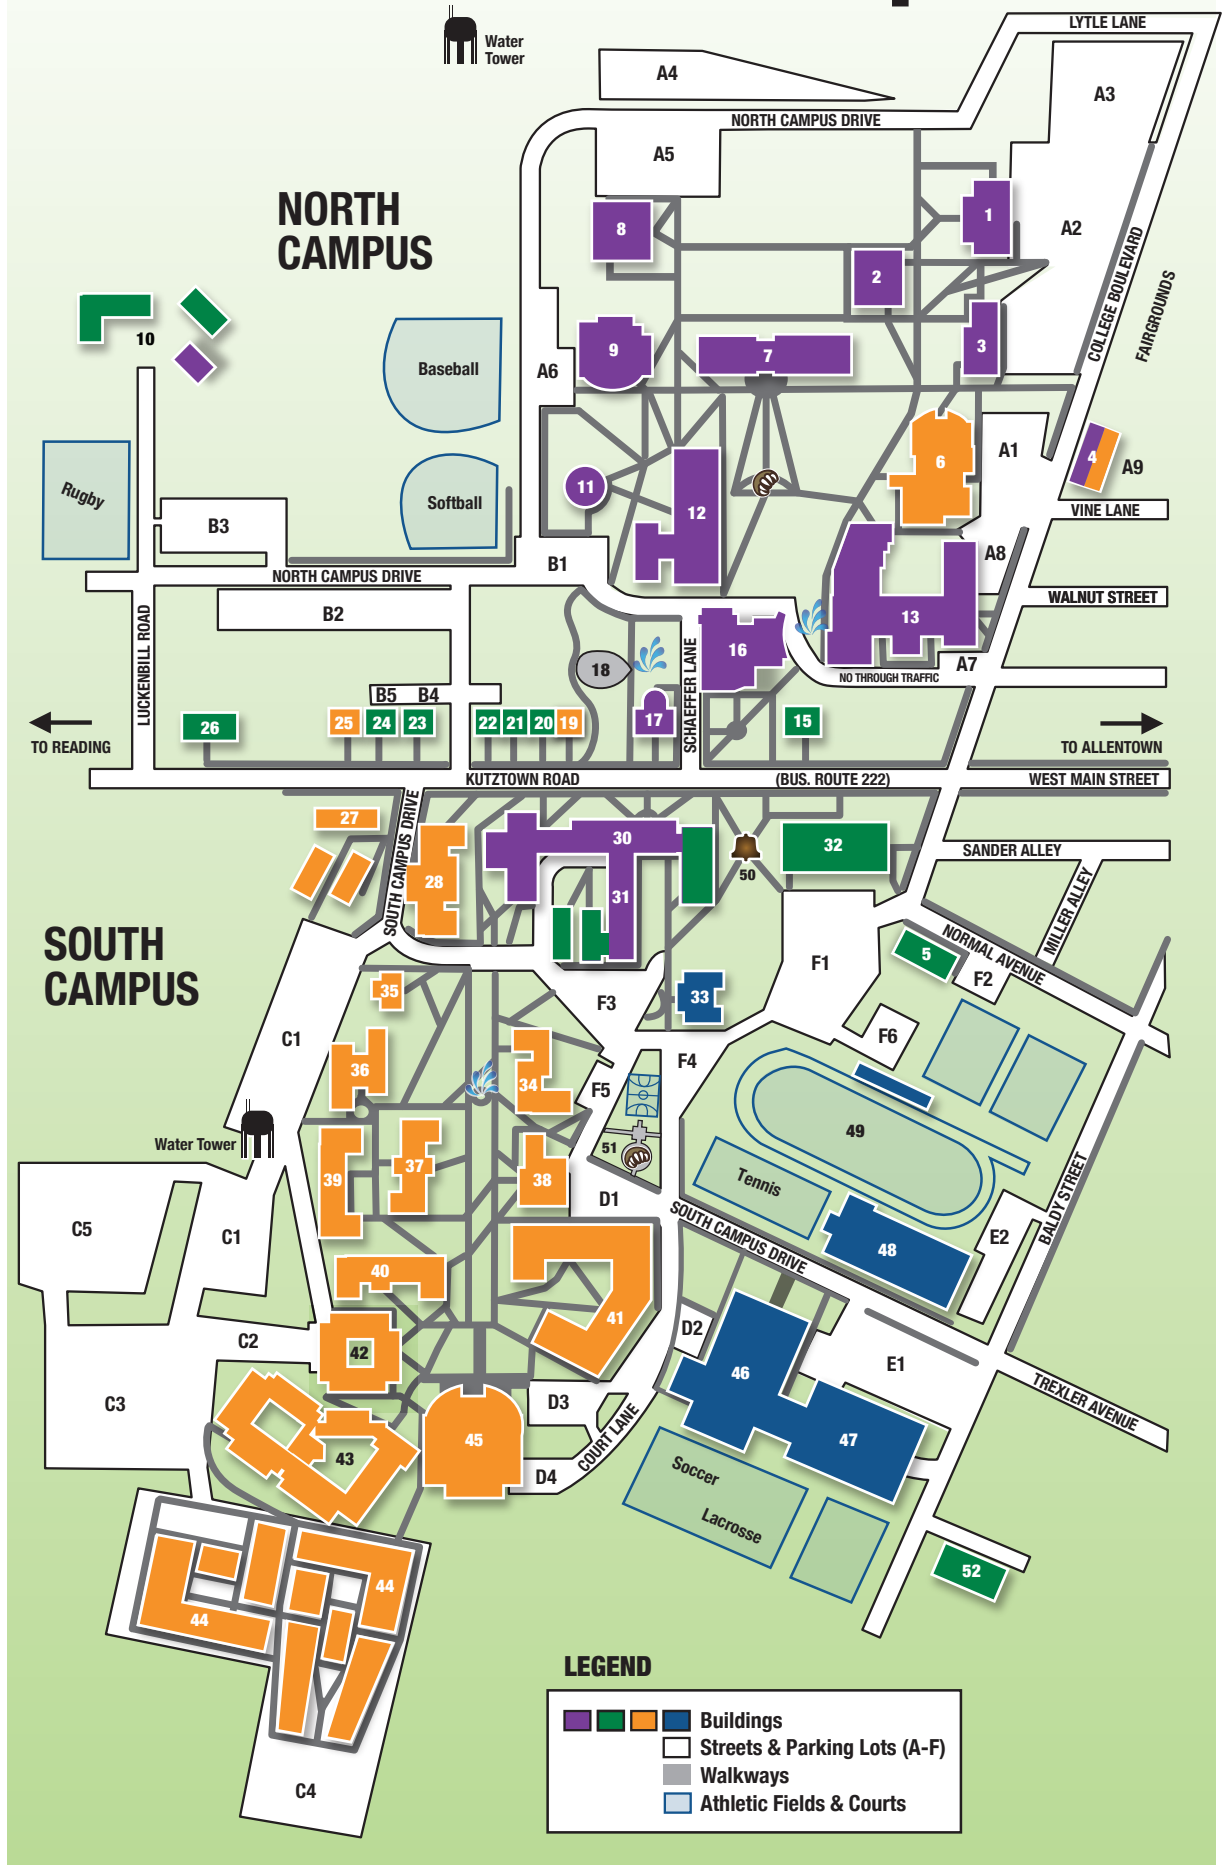 Water
Tower
LYTLE LANE
A4
A3
NORTH CAMPUS DRIVE
A5
NORTH
CAMPUS
1
8
A2
2
COLLEGE BOULEVARD
FAIRGROUNDS
10
9
7
3
Baseball
A6
A1
6
4
A9
Rugby
11
Softball
12
VINE LANE
B3
A8
B1
NORTH CAMPUS DRIVE
WALNUT STREET
B2
13
LUCKENBILL ROAD
16
18
SCHAEFFER LANE
A7
NO THROUGH TRAFFIC
B5
B4
26
25
24
23
22
21
20
19
17
15
TO READING
TO ALLENTOWN
KUTZTOWN ROAD
(BUS. ROUTE 222)
WEST MAIN STREET
27
SOUTH CAMPUS DRIVE
30
32
SANDER ALLEY
28
50
31
MILLER ALLEY
SOUTH
CAMPUS
NORMAL AVENUE
5
F1
F2
35
33
F3
C1
F6
36
F4
34
F5
Water Tower
49
51
37
39
38
Tennis
D1
BALDY STREET
C5
C1
SOUTH CAMPUS DRIVE
E2
48
40
41
D2
C2
42
46
E1
C3
D3
TREXLER AVENUE
45
COURT LANE
47
43
D4
Soccer
Lacrosse
52
44
44
LEGEND
Buildings
Streets & Parking Lots (A-F)
Walkways
Athletic Fields & Courts
C4